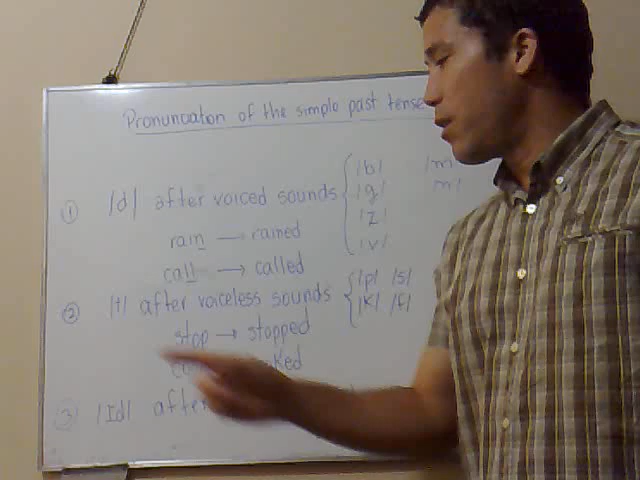 Pronunciation of the simple past tense
① /d/ after voiced sounds { /b/ /m
/g/ n/
/z/
/v/
rain → rained
call → called
② /t/ after voiceless sounds { /p/ /s/
/k/ /f/
stop → stopped
③ /Id/ after